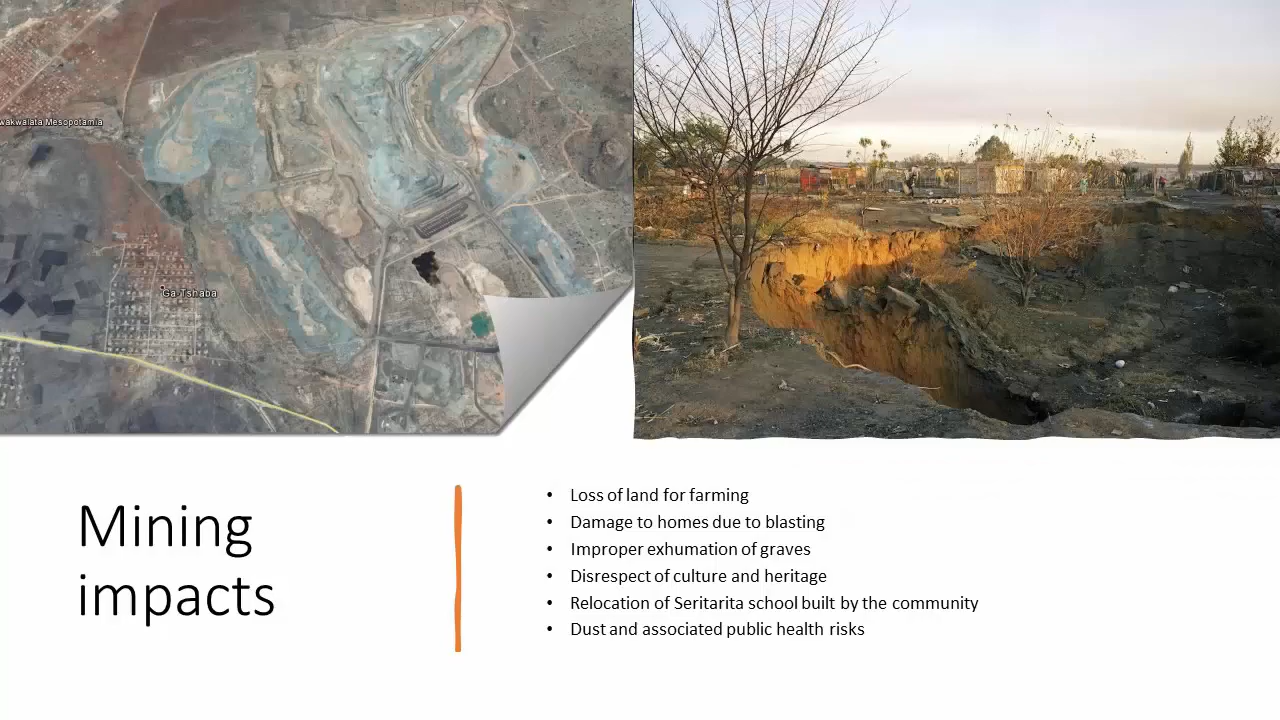 Ga-Tshaba
Mining
impacts
• Loss of land for farming
• Damage to homes due to blasting
• Improper exhumation of graves
• Disrespect of culture and heritage
• Relocation of Seritarita school built by the community
• Dust and associated public health risks